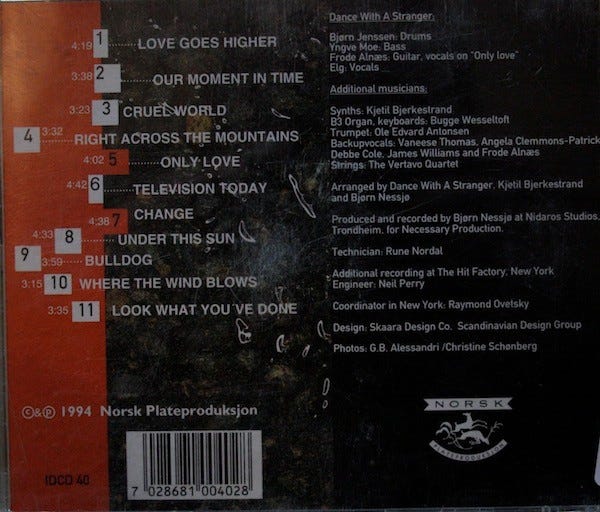 4:19 1 LOVE GOES HIGHER
3:38 2 OUR MOMENT IN TIME
3:23 3 CRUEL WORLD
4 3:32 RIGHT ACROSS THE MOUNTAINS
4:02 5 ONLY LOVE
4:42 6 TELEVISION TODAY
4:38 7 CHANGE
4:33 8 UNDER THIS SUN
9 3:59 BULLDOG
3:15 10 WHERE THE WIND BLOWS
3:35 11 LOOK WHAT YOU'VE DONE
©&℗ 1994 Norsk Plateproduksjon
IDCD 40
7 028681 004028
Dance With A Stranger:
Bjørn Jenssen: Drums
Yngve Moe: Bass
Frode Alnæs: Guitar, vocals on "Only love"
Elg: Vocals
Additional musicians:
Synths: Kjetil Bjerkestrand
B3 Organ, keyboards: Bugge Wesseltoft
Trumpet: Ole Edvard Antonsen
Backupvocals: Vaneese Thomas, Angela Clemmons-Patrick,
Debbe Cole, James Williams and Frode Alnæs
Strings: The Vertavo Quartet
Arranged by Dance With A Stranger, Kjetil Bjerkestrand
and Bjørn Nessjø
Produced and recorded by Bjørn Nessjø at Nidaros Studios,
Trondheim. for Necessary Production.
Technician: Rune Nordal
Additional recording at The Hit Factory, New York
Engineer: Neil Perry
Coordinator in New York: Raymond Ovetsky
Design: Skaara Design Co. Scandinavian Design Group
Photos: G.B. Alessandri /Christine Schønberg
NORSK
PLATEPRODUKSJON